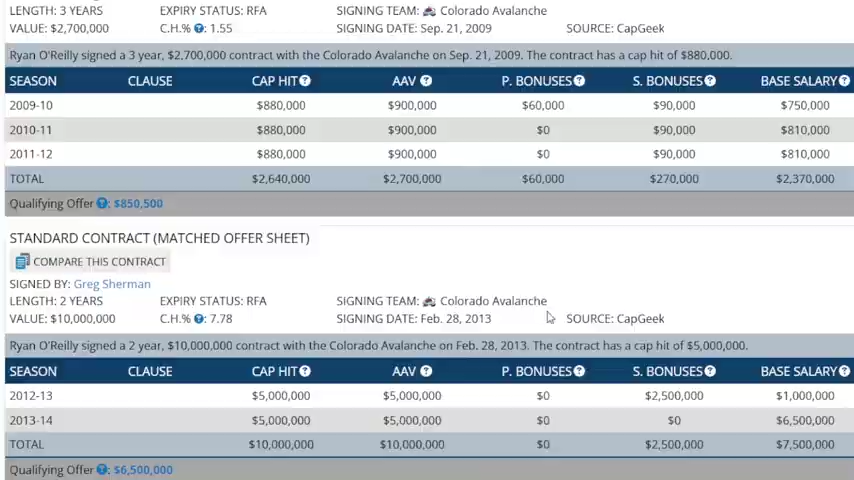 LENGTH: 3 YEARS EXPIRY STATUS: RFA SIGNING TEAM: Colorado Avalanche
VALUE: $2,700,000 C.H.% ?: 1.55 SIGNING DATE: Sep. 21, 2009 SOURCE: CapGeek
Ryan O'Reilly signed a 3 year, $2,700,000 contract with the Colorado Avalanche on Sep. 21, 2009. The contract has a cap hit of $880,000.
SEASON CLAUSE CAP HIT ? AAV ? P. BONUSES ? S. BONUSES ? BASE SALARY ?
2009-10 $880,000 $900,000 $60,000 $90,000 $750,000
2010-11 $880,000 $900,000 $0 $90,000 $810,000
2011-12 $880,000 $900,000 $0 $90,000 $810,000
TOTAL $2,640,000 $2,700,000 $60,000 $270,000 $2,370,000
Qualifying Offer ?: $850,500
STANDARD CONTRACT (MATCHED OFFER SHEET)
COMPARE THIS CONTRACT
SIGNED BY: Greg Sherman
LENGTH: 2 YEARS EXPIRY STATUS: RFA SIGNING TEAM: Colorado Avalanche
VALUE: $10,000,000 C.H.% ?: 7.78 SIGNING DATE: Feb. 28, 2013 SOURCE: CapGeek
Ryan O'Reilly signed a 2 year, $10,000,000 contract with the Colorado Avalanche on Feb. 28, 2013. The contract has a cap hit of $5,000,000.
SEASON CLAUSE CAP HIT ? AAV ? P. BONUSES ? S. BONUSES ? BASE SALARY ?
2012-13 $5,000,000 $5,000,000 $0 $2,500,000 $1,000,000
2013-14 $5,000,000 $5,000,000 $0 $0 $6,500,000
TOTAL $10,000,000 $10,000,000 $0 $2,500,000 $7,500,000
Qualifying Offer ?: $6,500,000